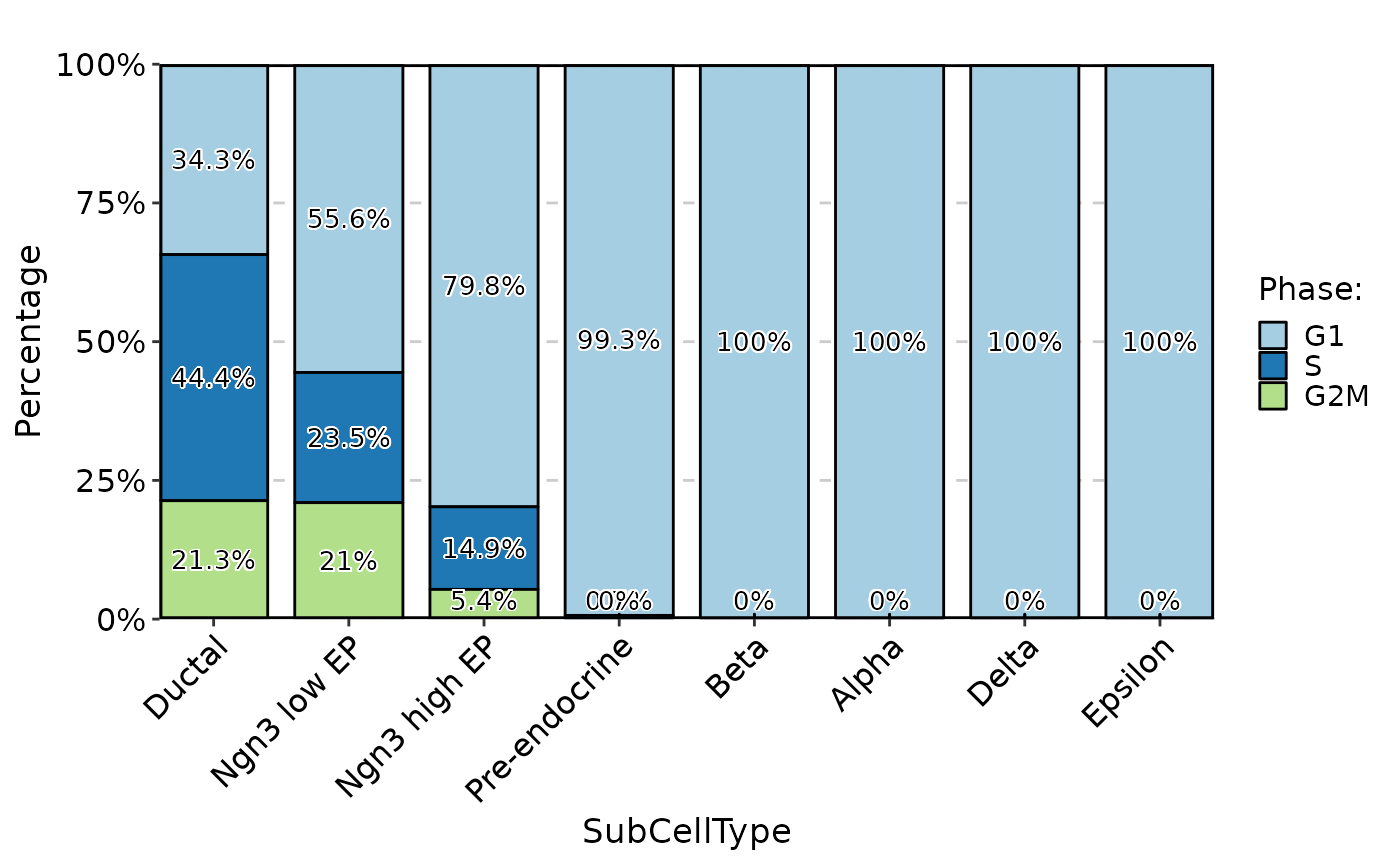 100%
75%
50%
25%
0%
Percentage
34.3%
44.4%
21.3%
55.6%
23.5%
21%
79.8%
14.9%
5.4%
99.3%
100%
0%
100%
0%
100%
0%
100%
0%
Ductal
Ngn3 low EP
Ngn3 high EP
Pre-endocrine
Beta
Alpha
Delta
Epsilon
SubCellType
Phase:
G1
S
G2M